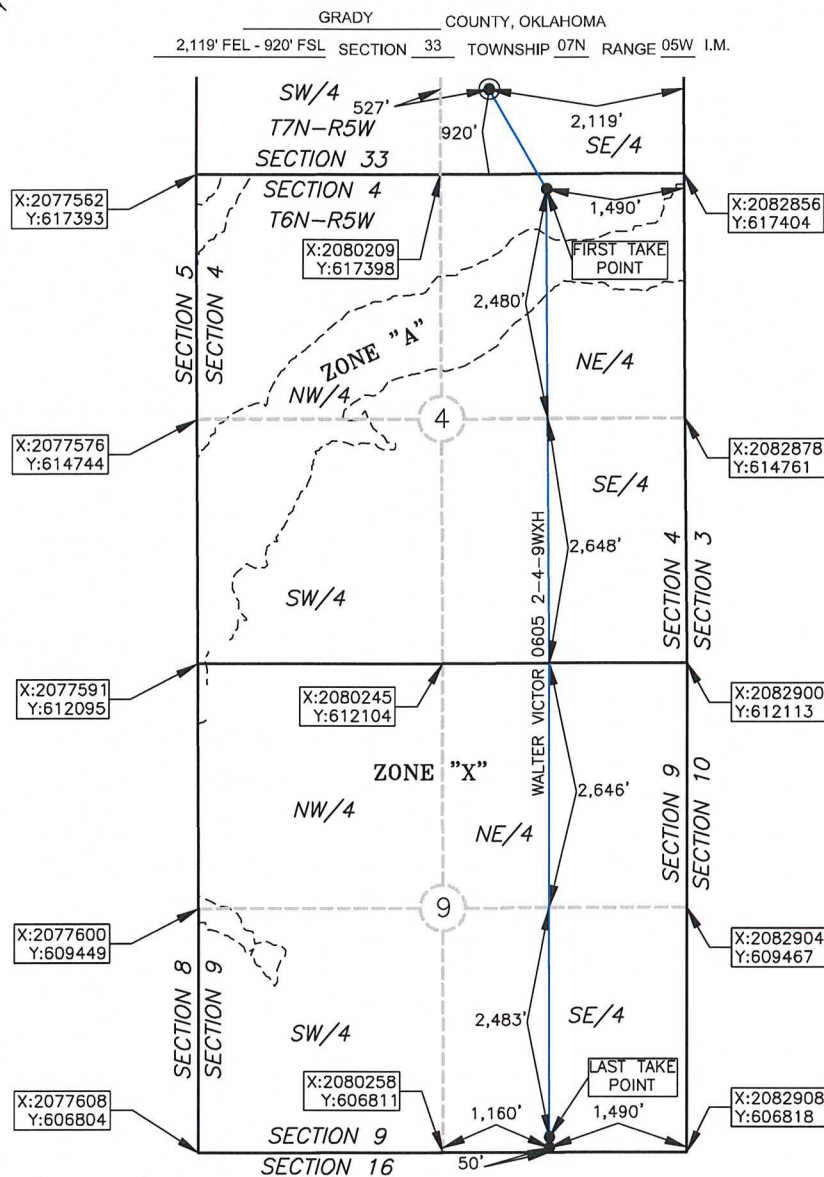 GRADY COUNTY, OKLAHOMA
2,119' FEL - 920' FSL SECTION 33 TOWNSHIP 07N RANGE 05W I.M.
SW/4
527'
T7N-R5W
920'
2,119'
SE/4
SECTION 33
SECTION 4
T6N-R5W
X:2077562
Y:617393
X:2080209
Y:617398
X:2082856
Y:617404
1,490'
FIRST TAKE
POINT
SECTION 5
SECTION 4
2,480'
ZONE "A"
NW/4
NE/4
4
X:2077576
Y:614744
X:2082878
Y:614761
SE/4
2,648'
SW/4
WALTER VICTOR 0605 2-4-9WXH
SECTION 4
SECTION 3
X:2077591
Y:612095
X:2080245
Y:612104
X:2082900
Y:612113
ZONE "X"
2,646'
NW/4
NE/4
SECTION 9
SECTION 10
9
X:2077600
Y:609449
X:2082904
Y:609467
SECTION 8
SECTION 9
2,483'
SE/4
SW/4
LAST TAKE
POINT
X:2077608
Y:606804
X:2080258
Y:606811
1,160'
1,490'
X:2082908
Y:606818
SECTION 9
50'
SECTION 16